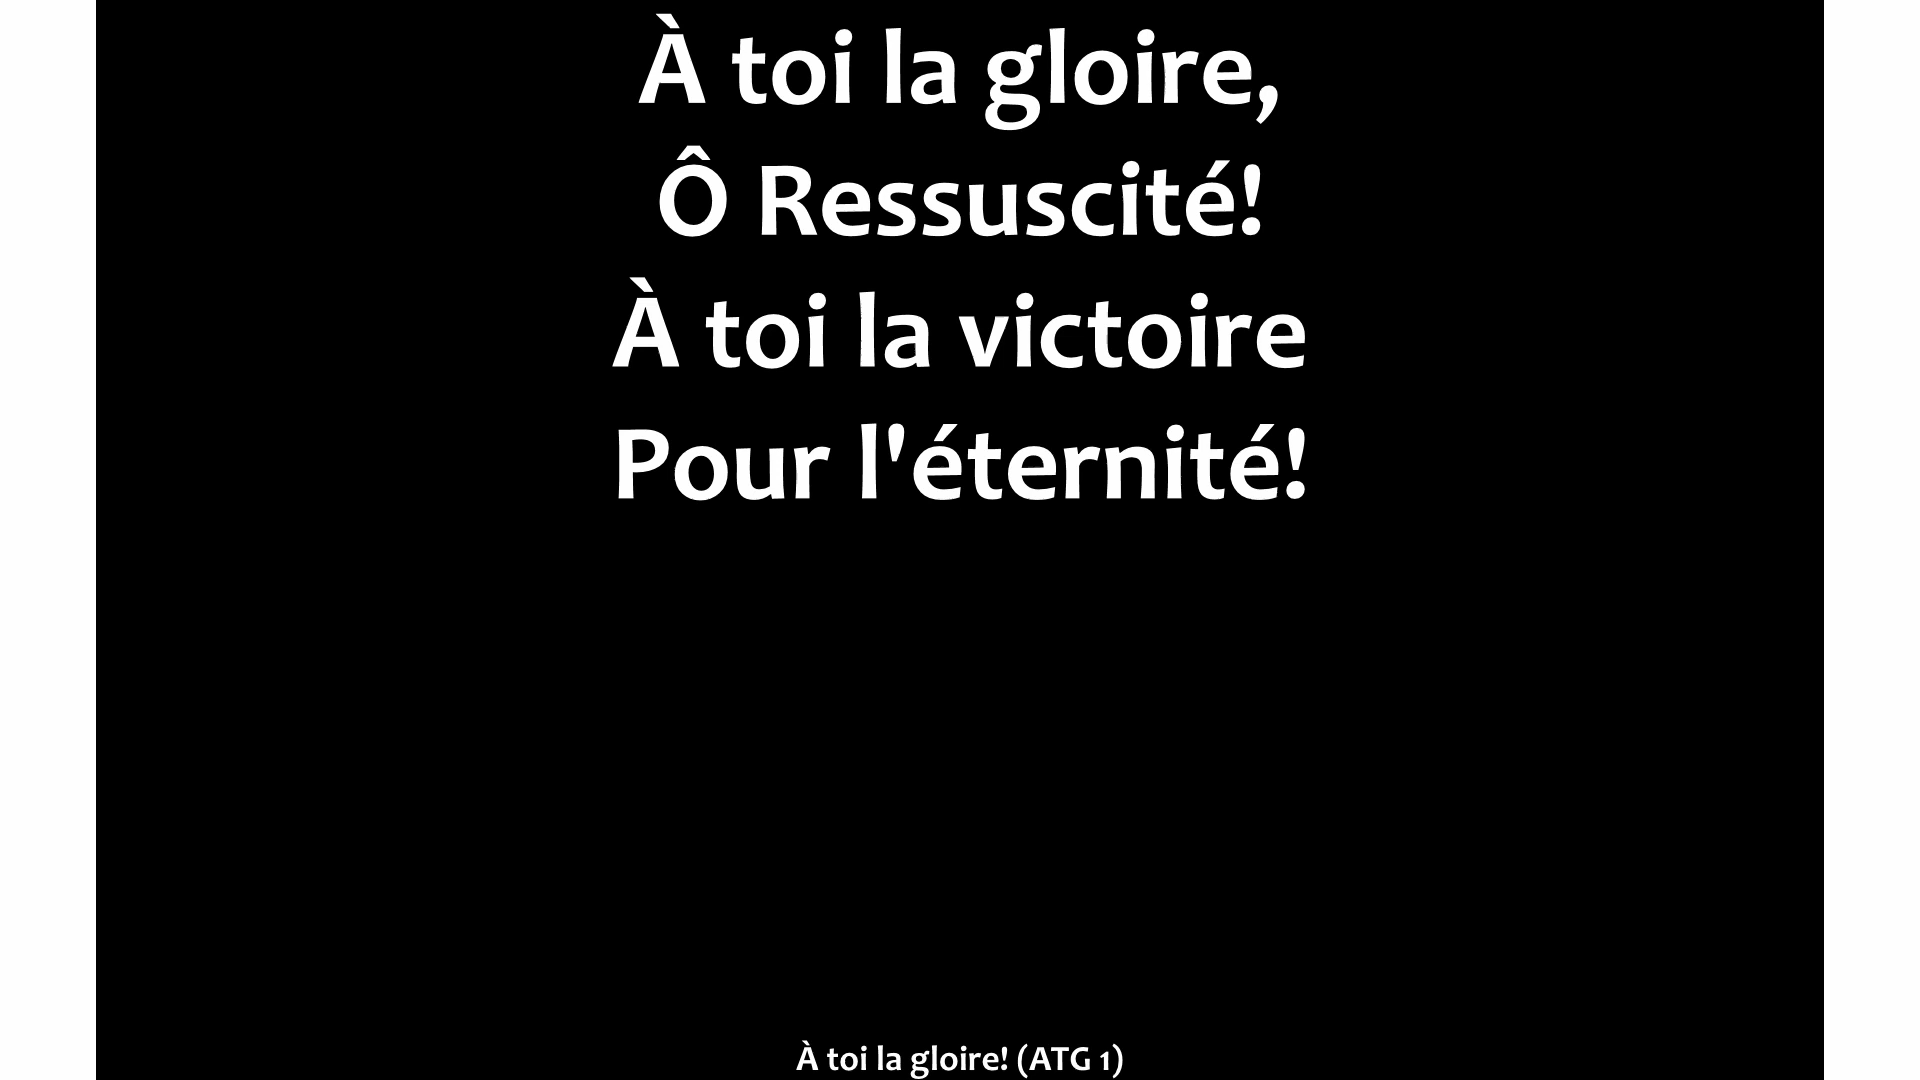 À toi la gloire,
Ô Ressuscité!
À toi la victoire
Pour l'éternité!
À toi la gloire! (ATG 1)